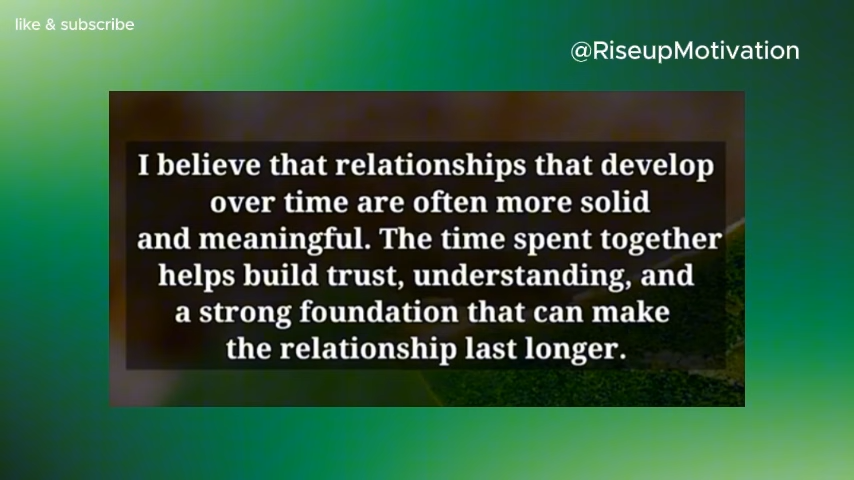 like & subscribe
@RiseupMotivation
I believe that relationships that develop
over time are often more solid
and meaningful. The time spent together
helps build trust, understanding, and
a strong foundation that can make
the relationship last longer.